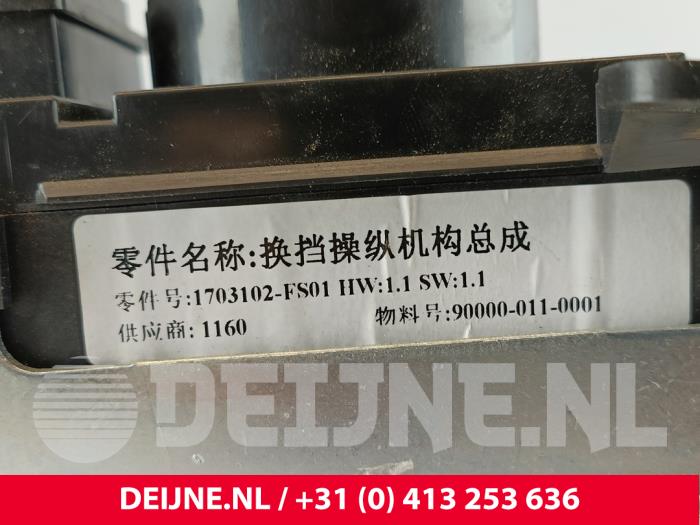 零件名称:换挡操纵机构总成
零件号:1703102-FS01 HW:1.1 SW:1.1
供应商: 1160 物料号:90000-011-0001
DEIJNE.NL
DEIJNE.NL / +31 (0) 413 253 636